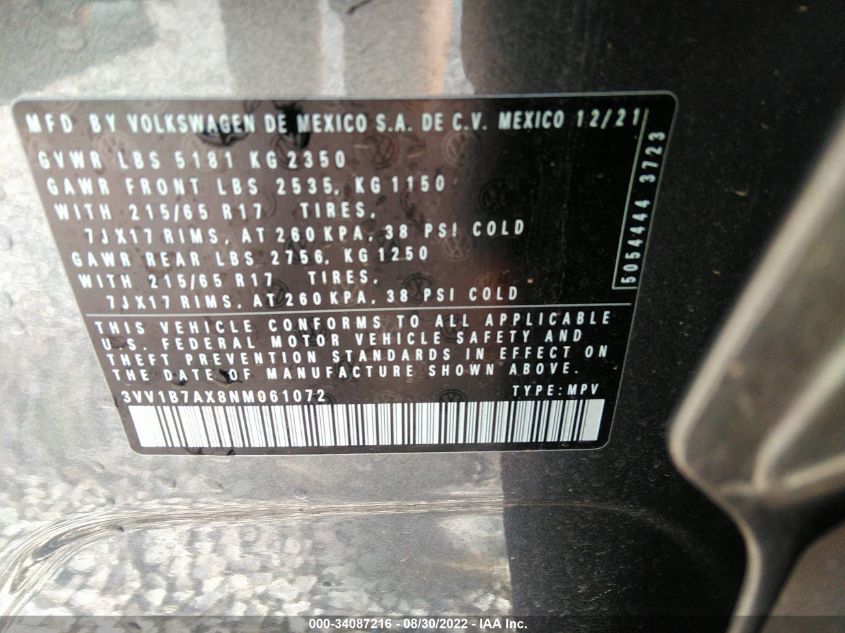 MFD BY VOLKSWAGEN DE MEXICO S.A. DE C.V. MEXICO 12/21
GVWR LBS 5181 KG 2350
GAWR FRONT LBS 2535, KG 1150
WITH 215/65 R17 TIRES,
7JX17 RIMS, AT 260 KPA, 38 PSI COLD
GAWR REAR LBS 2756, KG 1250
WITH 215/65 R17 TIRES,
7JX17 RIMS, AT 260 KPA, 38 PSI COLD
5054444 3723
THIS VEHICLE CONFORMS TO ALL APPLICABLE
U.S. FEDERAL MOTOR VEHICLE SAFETY AND
THEFT PREVENTION STANDARDS IN EFFECT ON
THE DATE OF MANUFACTURE SHOWN ABOVE.
3VV1B7AX8NM061072 TYPE: MPV
000-34087216 - 08/30/2022 - IAA Inc.